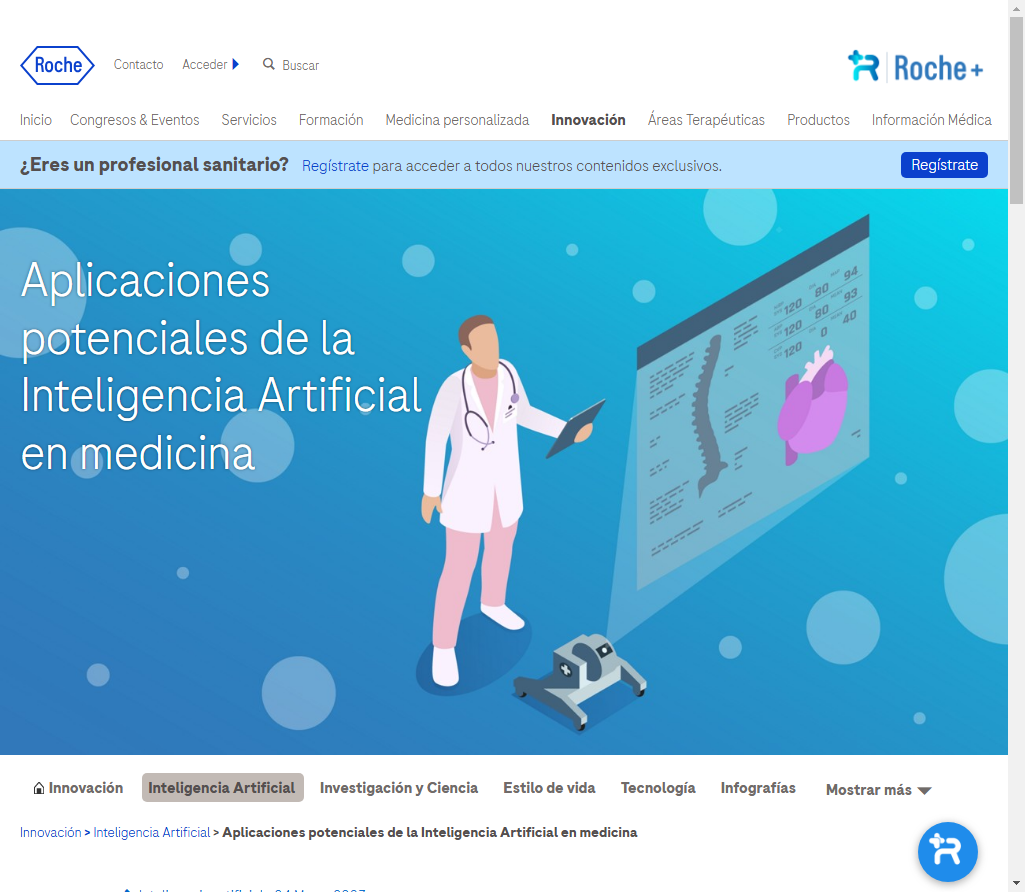 Roche
Contacto
Acceder
Buscar
Roche+
Inicio
Congresos & Eventos
Servicios
Formación
Medicina personalizada
Innovación
Áreas Terapéuticas
Productos
Información Médica
¿Eres un profesional sanitario? Regístrate para acceder a todos nuestros contenidos exclusivos.
Regístrate
Aplicaciones
potenciales de la
Inteligencia Artificial
en medicina
120 80 94
120 80 93
120 0 40
Innovación
Inteligencia Artificial
Investigación y Ciencia
Estilo de vida
Tecnología
Infografías
Mostrar más
Innovación > Inteligencia Artificial > Aplicaciones potenciales de la Inteligencia Artificial en medicina